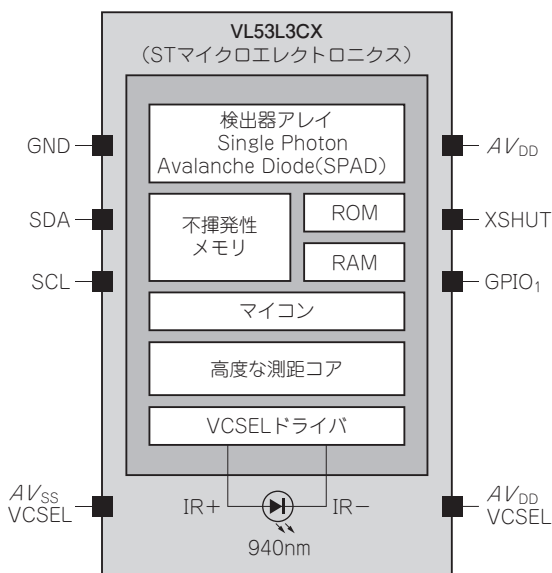 VL53L3CX
(STマイクロエレクトロニクス)
検出器アレイ
Single Photon
Avalanche Diode(SPAD)
GND
AVDD
SDA
XSHUT
不揮発性
メモリ
ROM
RAM
SCL
GPIO1
マイコン
高度な測距コア
VCSELドライバ
AVSS
VCSEL
IR+
IR−
AVDD
VCSEL
940nm